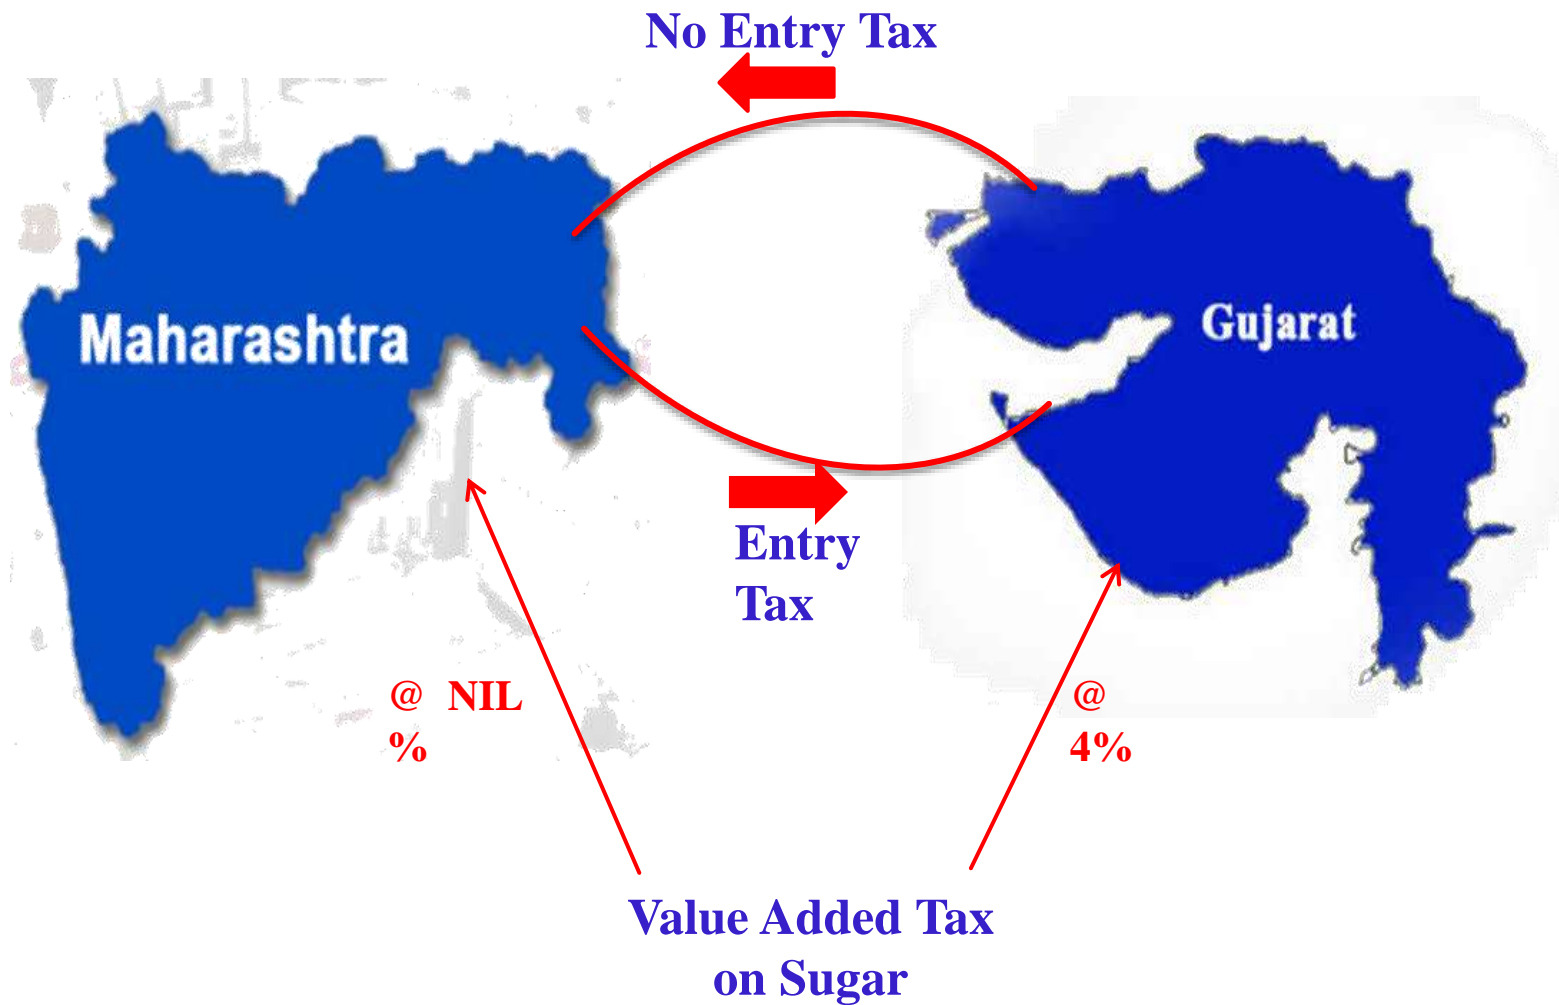 No Entry Tax
Maharashtra
Gujarat
Entry
Tax
@ NIL
%
@
4%
Value Added Tax
on Sugar